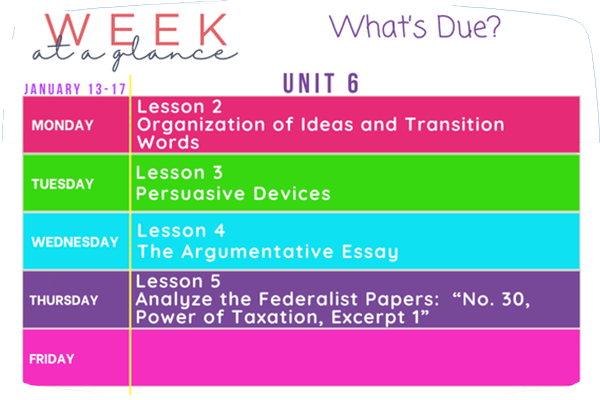 WEEK
What's Due?
at a glance
JANUARY 13-17
UNIT 6
MONDAY
Lesson 2
Organization of Ideas and Transition
Words
TUESDAY
Lesson 3
Persuasive Devices
WEDNESDAY
Lesson 4
The Argumentative Essay
THURSDAY
Lesson 5
Analyze the Federalist Papers: “No. 30,
Power of Taxation, Excerpt 1”
FRIDAY